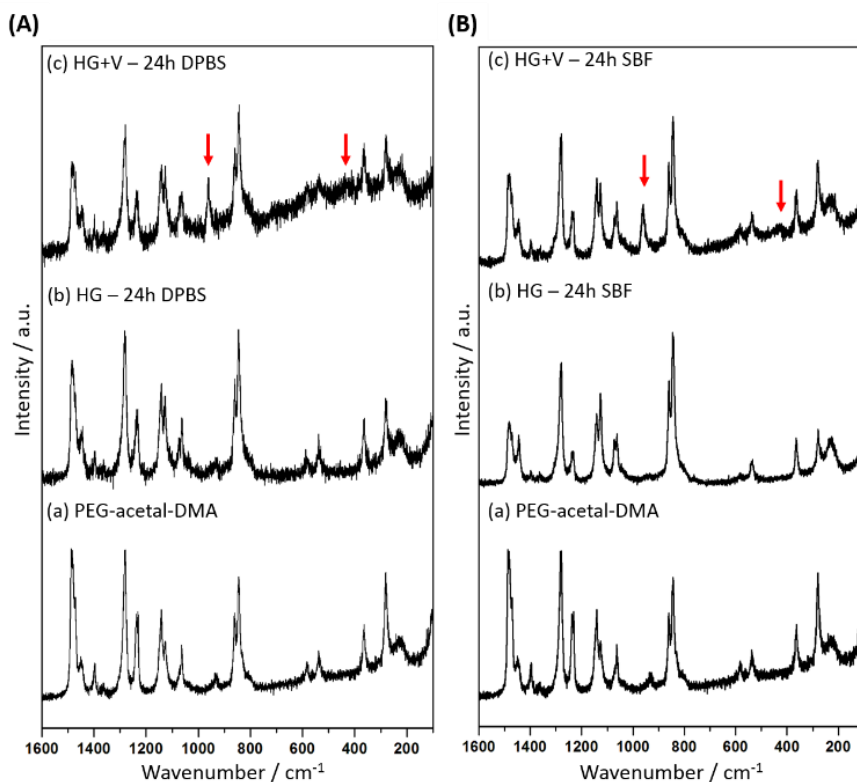 (A)
(c) HG+V – 24h DPBS
(b) HG – 24h DPBS
(a) PEG-acetal-DMA
Intensity / a.u.
1600 1400 1200 1000 800 600 400 200
Wavenumber / cm⁻¹
(B)
(c) HG+V – 24h SBF
(b) HG – 24h SBF
(a) PEG-acetal-DMA
Intensity / a.u.
1600 1400 1200 1000 800 600 400 200
Wavenumber / cm⁻¹